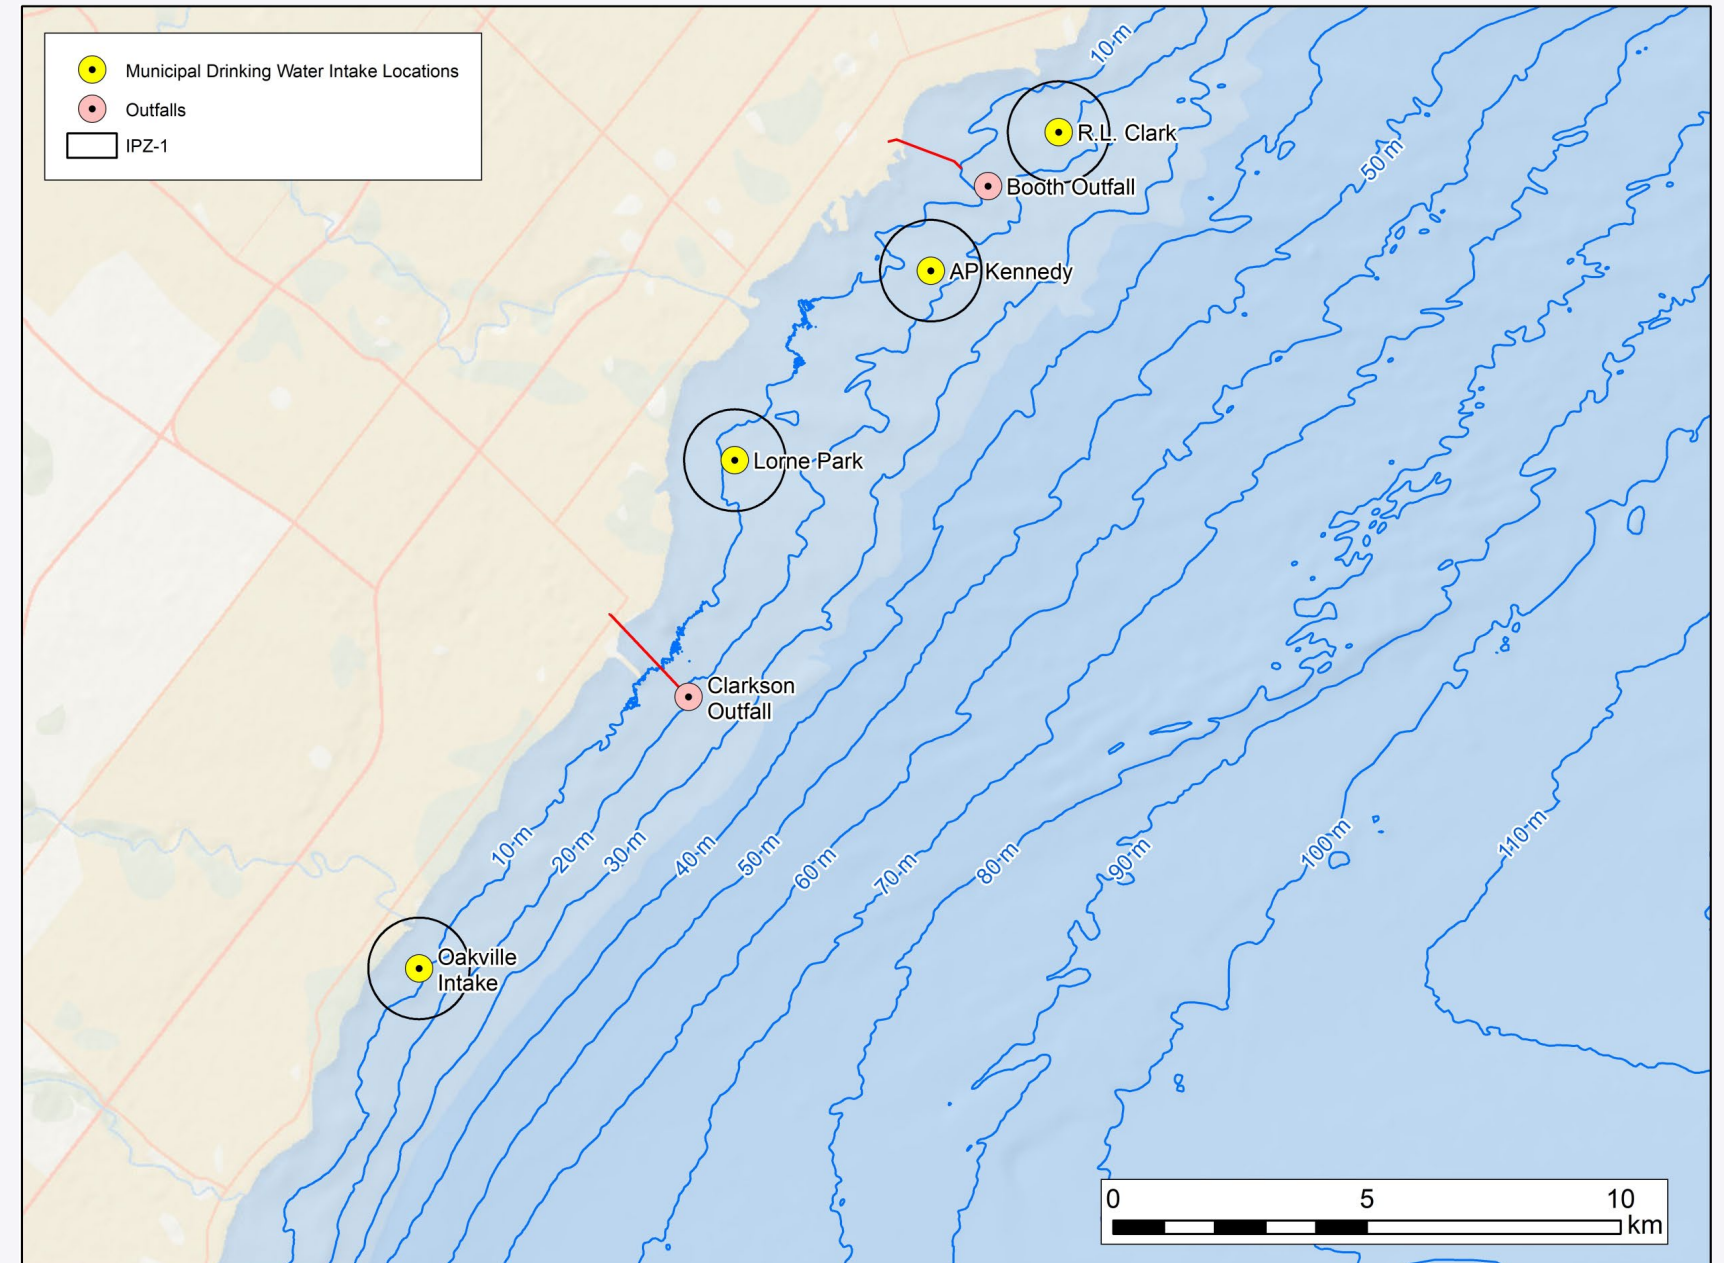 Municipal Drinking Water Intake Locations
Outfalls
IPZ-1
10 m
R.L. Clark
50 m
Booth Outfall
AP Kennedy
Lorne Park
Clarkson
Outfall
10 m
20 m
30 m
40 m
50 m
60 m
70 m
80 m
90 m
100 m
110 m
Oakville
Intake
0 5 10
km